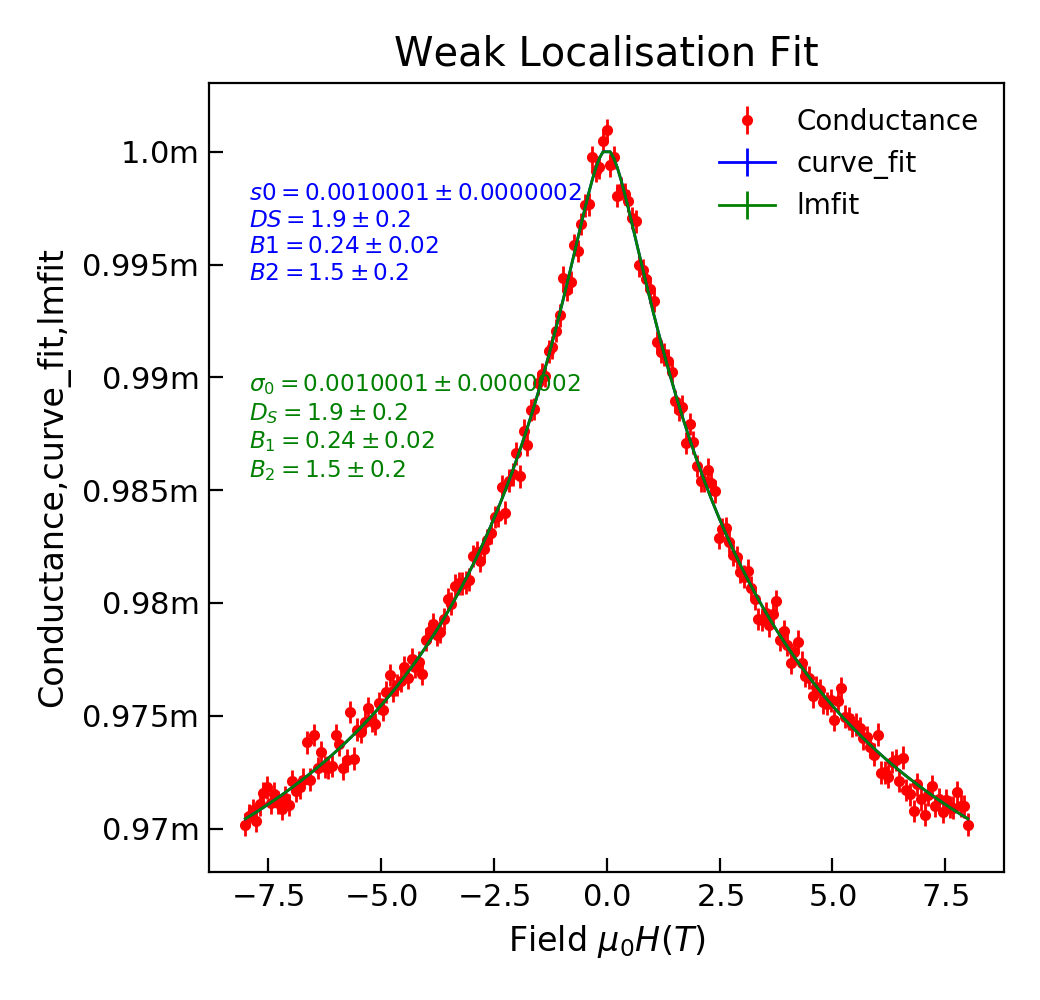 Weak Localisation Fit
Conductance
curve_fit
lmfit
s0 = 0.0010001 ± 0.0000002
DS = 1.9 ± 0.2
B1 = 0.24 ± 0.02
B2 = 1.5 ± 0.2
σ₀ = 0.0010001 ± 0.0000002
D_S = 1.9 ± 0.2
B₁ = 0.24 ± 0.02
B₂ = 1.5 ± 0.2
Conductance,curve_fit,lmfit
1.0m
0.995m
0.99m
0.985m
0.98m
0.975m
0.97m
−7.5 −5.0 −2.5 0.0 2.5 5.0 7.5
Field μ₀H(T)